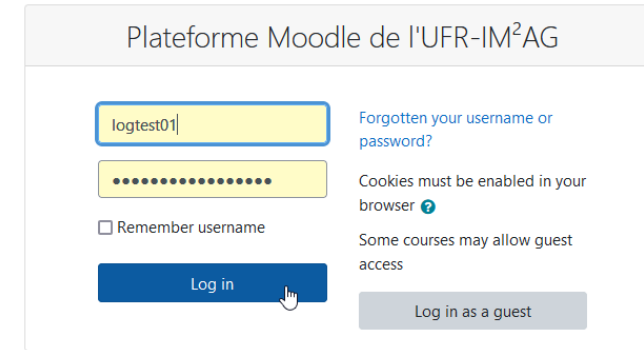 Plateforme Moodle de l'UFR-IM²AG
logtest01
•••••••••••••••••
Remember username
Log in
Forgotten your username or
password?
Cookies must be enabled in your
browser
Some courses may allow guest
access
Log in as a guest